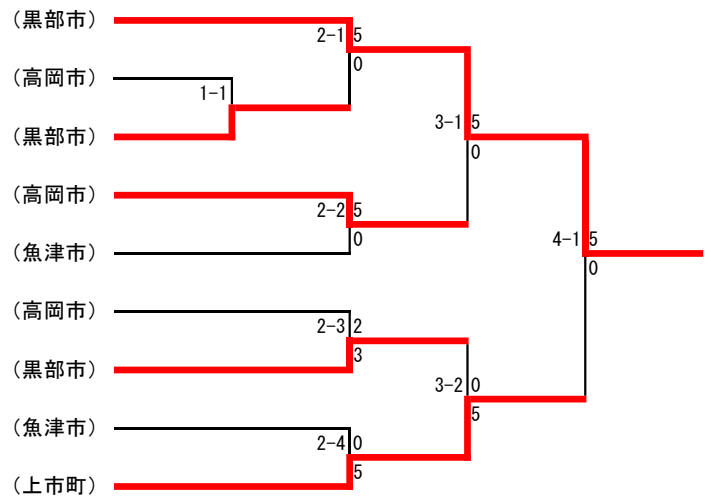 (黒部市)
2-1 5
0
(高岡市)
1-1
(黒部市)
3-1 5
0
(高岡市)
2-2 5
0
(魚津市)
4-1 5
0
(高岡市)
2-3 2
3
(黒部市)
3-2 0
5
(魚津市)
2-4 0
5
(上市町)